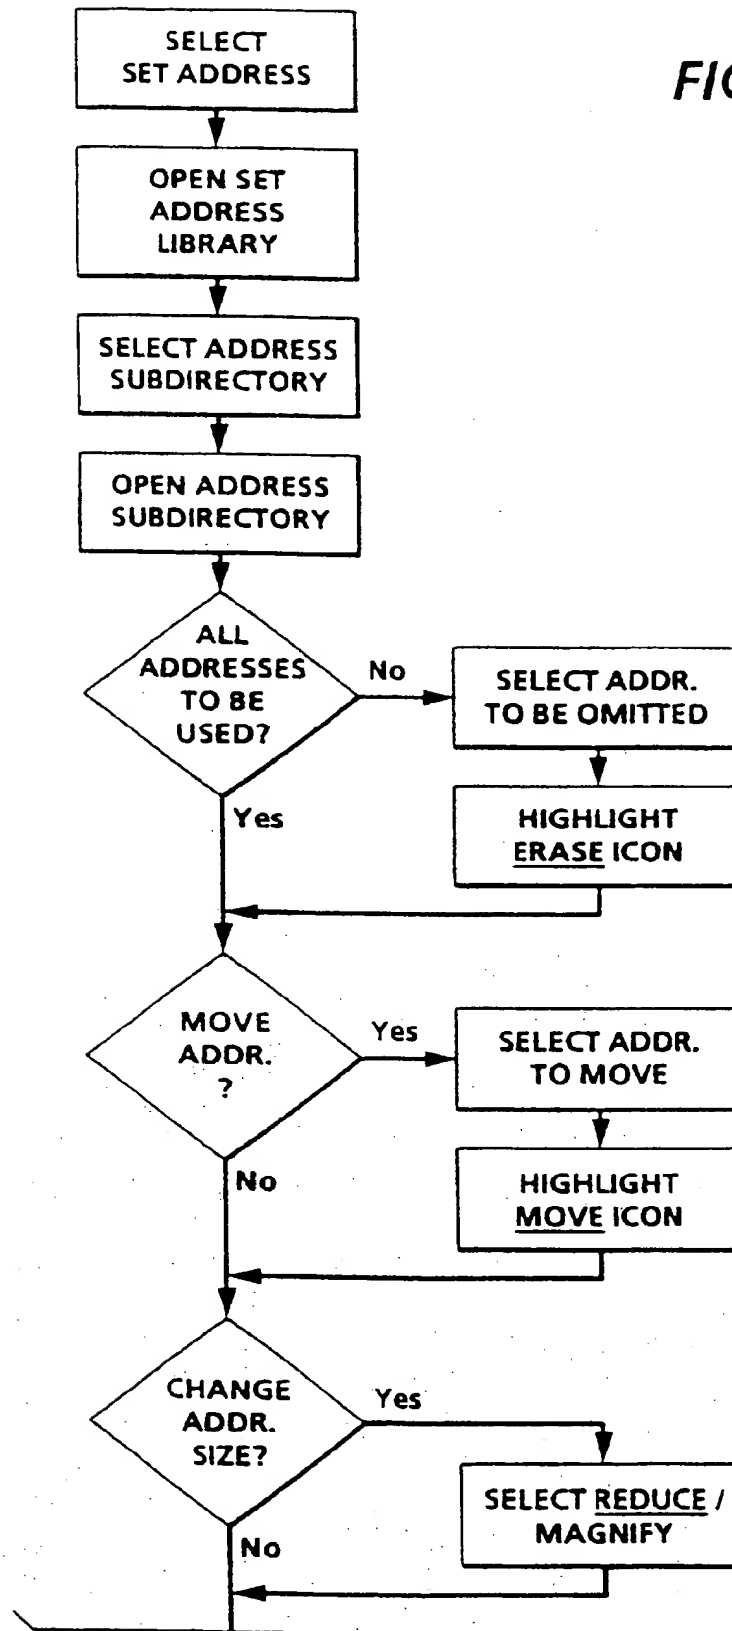 SELECT
SET ADDRESS
FIG
OPEN SET
ADDRESS
LIBRARY
SELECT ADDRESS
SUBDIRECTORY
OPEN ADDRESS
SUBDIRECTORY
ALL
ADDRESSES
TO BE
USED?
No
SELECT ADDR.
TO BE OMITTED
Yes
HIGHLIGHT
ERASE ICON
MOVE
ADDR.
?
Yes
SELECT ADDR.
TO MOVE
No
HIGHLIGHT
MOVE ICON
CHANGE
ADDR.
SIZE?
Yes
SELECT REDUCE /
MAGNIFY
No